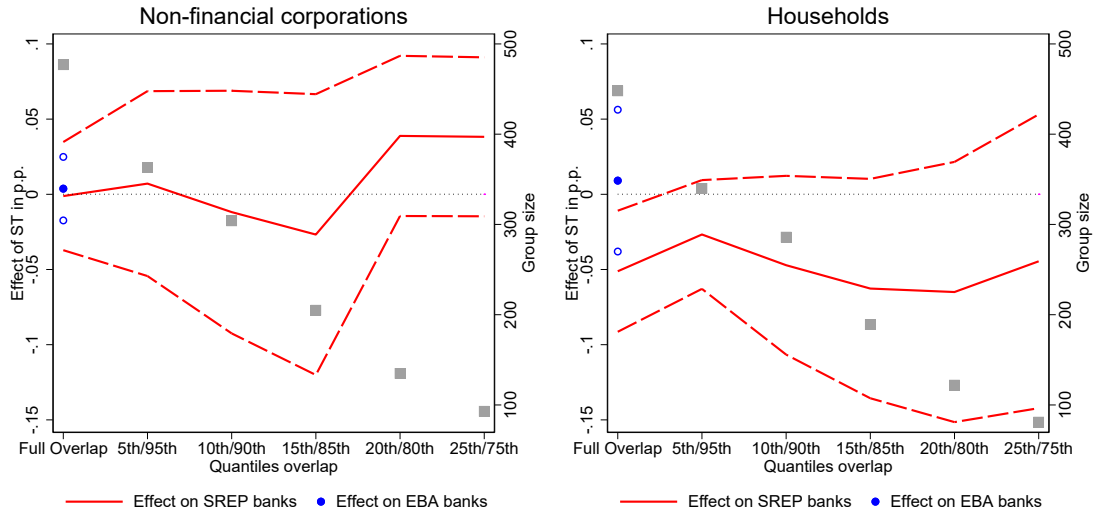 Non-financial corporations
Effect of ST in p.p.
.1
.05
0
-.05
-.1
-.15
500
400
300
200
100
Group size
Full Overlap 5th/95th 10th/90th 15th/85th 20th/80th 25th/75th
Quantiles overlap
Effect on SREP banks Effect on EBA banks
Households
Effect of ST in p.p.
.1
.05
0
-.05
-.1
-.15
500
400
300
200
100
Group size
Full Overlap 5th/95th 10th/90th 15th/85th 20th/80th 25th/75th
Quantiles overlap
Effect on SREP banks Effect on EBA banks